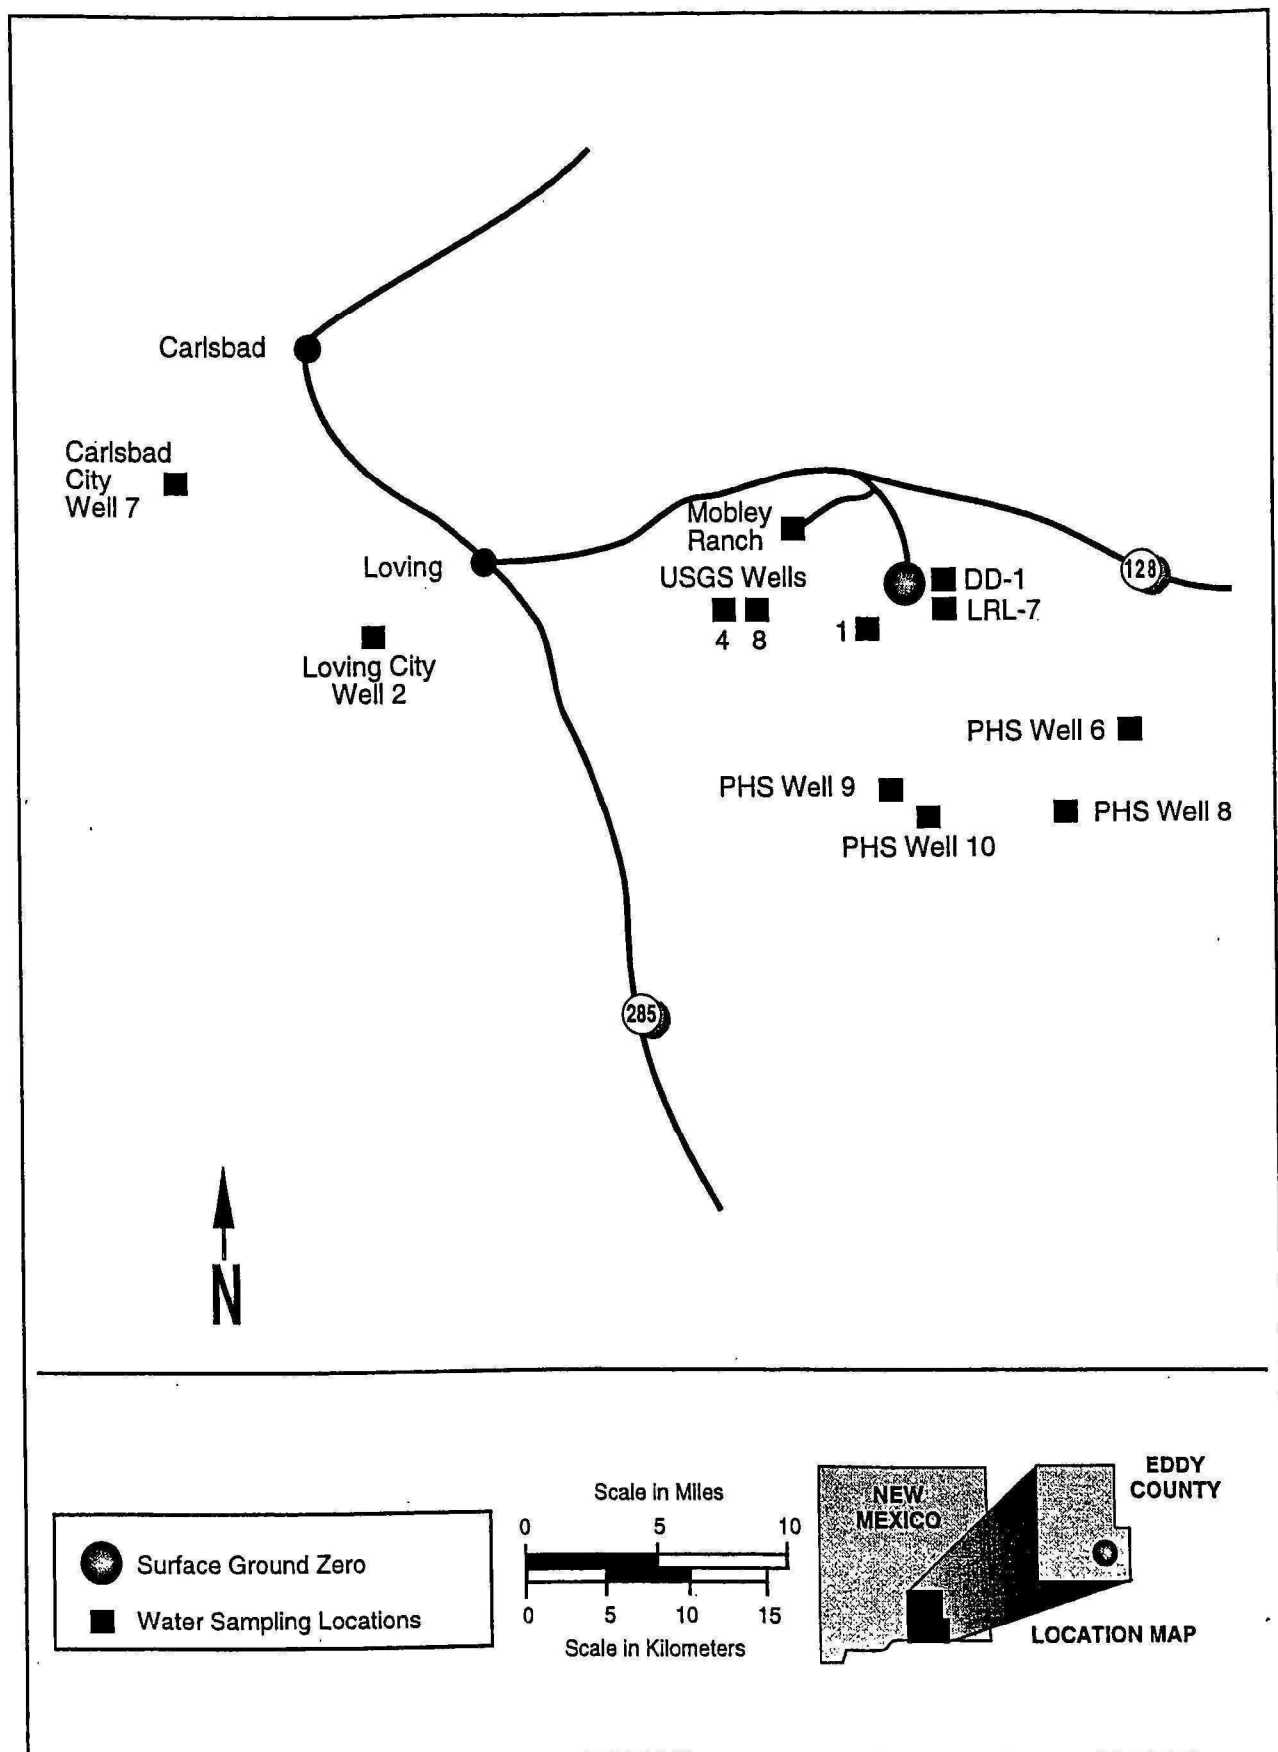 Carlsbad
Carlsbad
City
Well 7
Mobley
Ranch
Loving
USGS Wells
DD-1
128
LRL-7
4 8
1
Loving City
Well 2
PHS Well 6
PHS Well 9
PHS Well 8
PHS Well 10
285
N
Surface Ground Zero
Water Sampling Locations
Scale in Miles
0 5 10
0 5 10 15
Scale in Kilometers
NEW
MEXICO
EDDY
COUNTY
LOCATION MAP